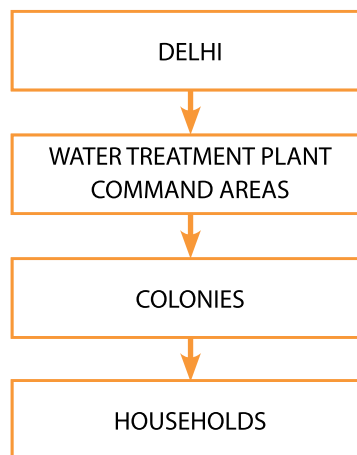 DELHI
WATER TREATMENT PLANT
COMMAND AREAS
COLONIES
HOUSEHOLDS